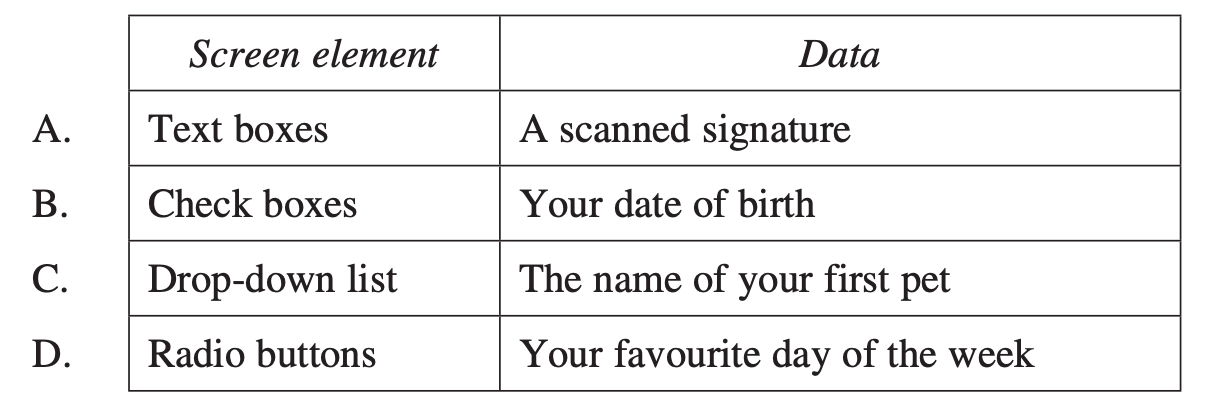 Screen element Data
A. Text boxes A scanned signature
B. Check boxes Your date of birth
C. Drop-down list The name of your first pet
D. Radio buttons Your favourite day of the week